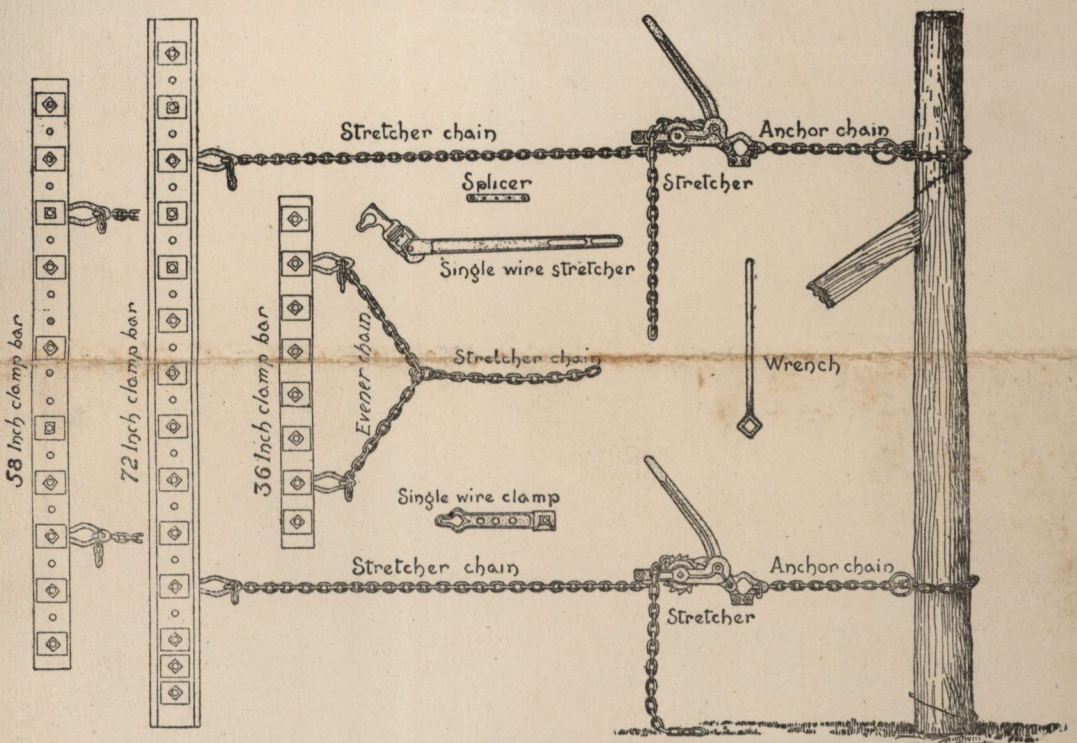 Stretcher chain
Anchor chain
Splicer
Stretcher
Single wire stretcher
58 Inch clamp bar
72 Inch clamp bar
36 Inch clamp bar
Evener chain
Stretcher chain
Wrench
Single wire clamp
Stretcher chain
Anchor chain
Stretcher